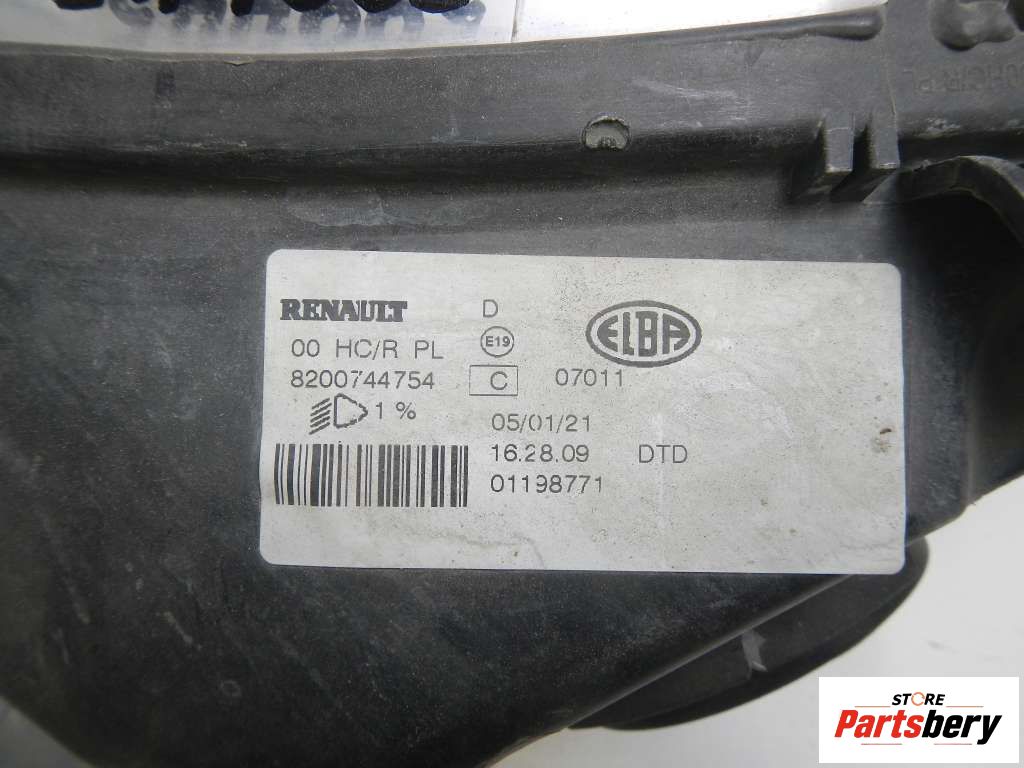 RENAULT D
00 HC/R PL E19 ELBA
8200744754 C 07011
1 % 05/01/21
16.28.09 DTD
01198771
STORE
Partsbery